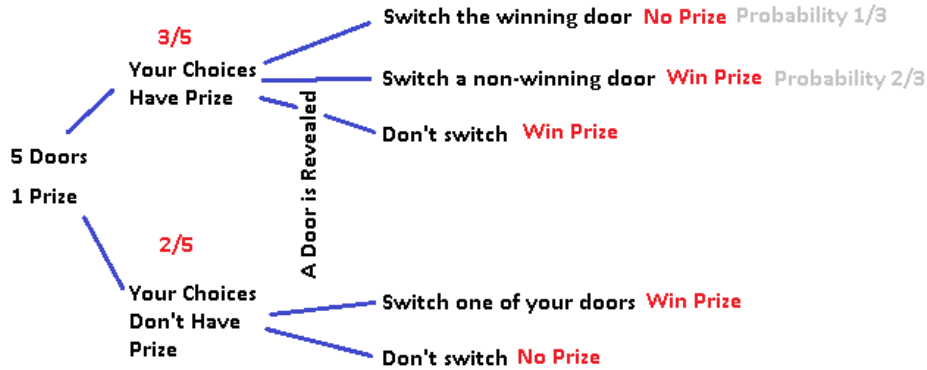 5 Doors
1 Prize
3/5
Your Choices
Have Prize
2/5
Your Choices
Don't Have
Prize
A Door is Revealed
Switch the winning door No Prize Probability 1/3
Switch a non-winning door Win Prize Probability 2/3
Don't switch Win Prize
Switch one of your doors Win Prize
Don't switch No Prize